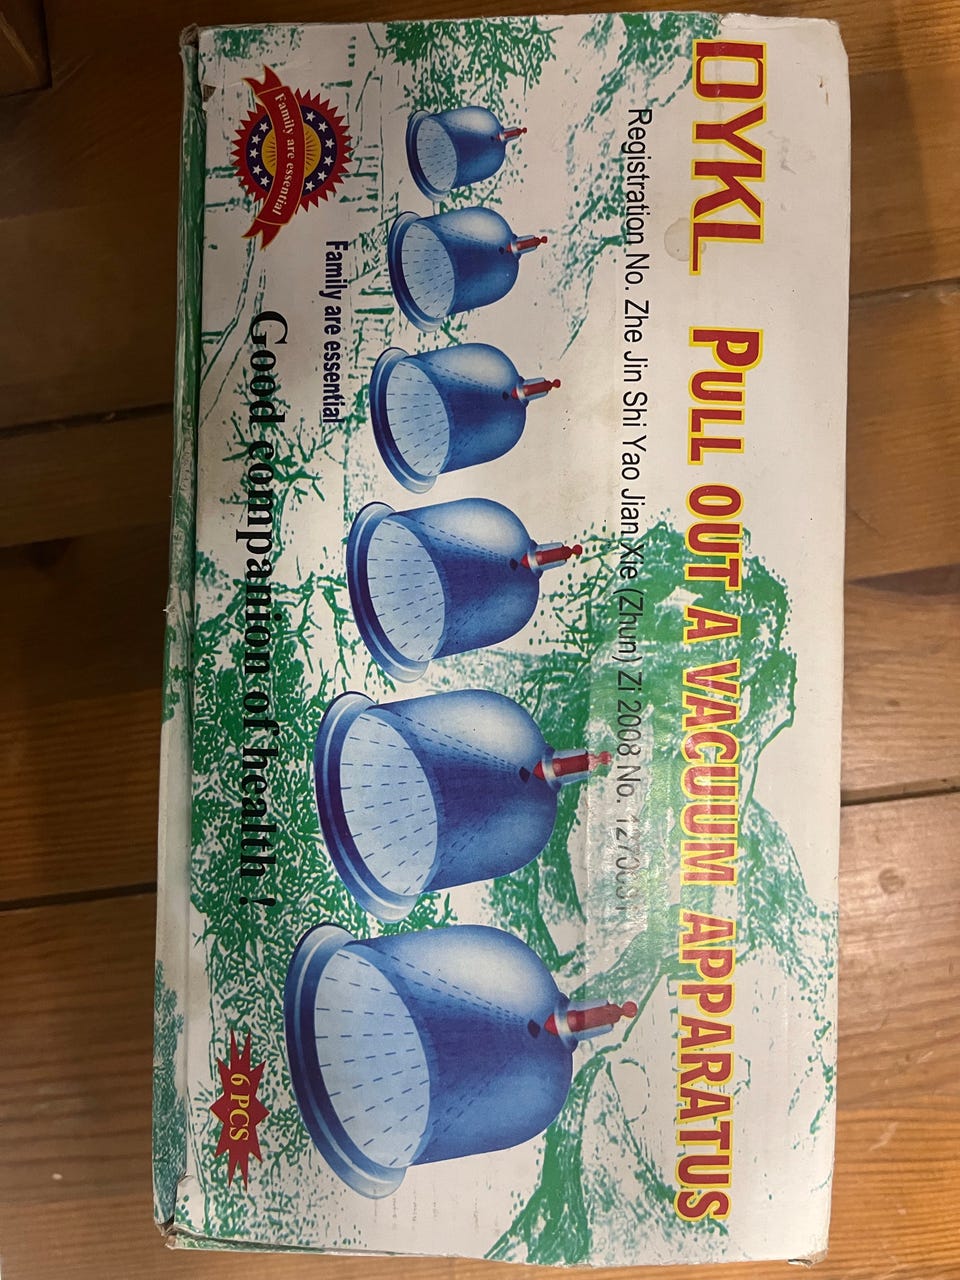 DYKL PULL OUT A VACUUM APPARATUS
Registration No. Zhe Jin Shi Yao Jian Xie (Zhun) Zi 2008 No.
Family are essential
Family are essential
Good companion of health !
6 PCS